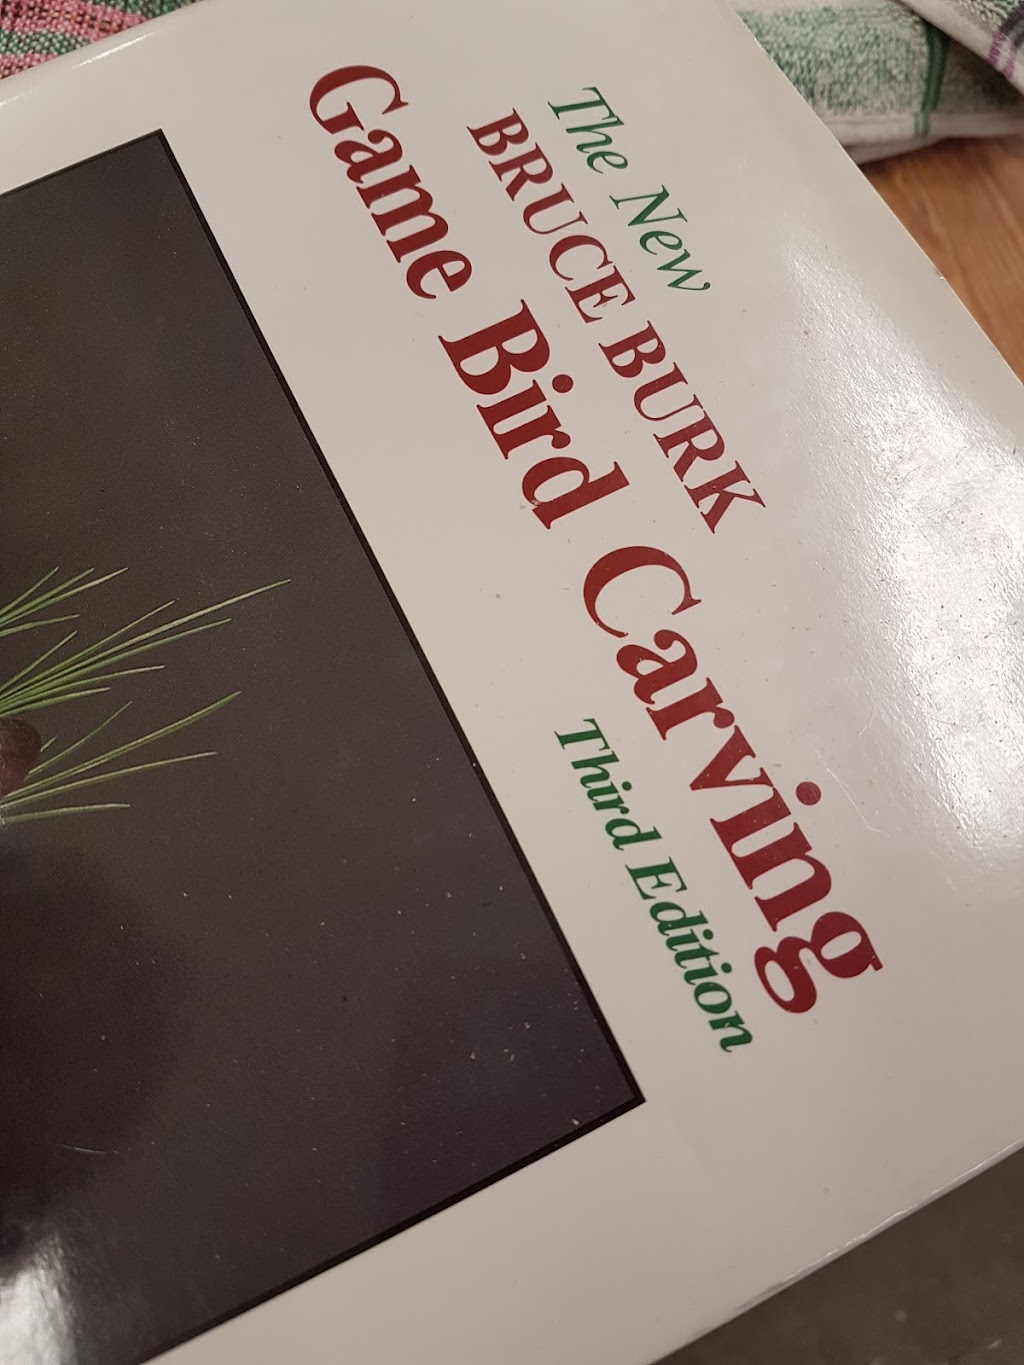 The New
BRUCE BURK
Game Bird Carving
Third Edition